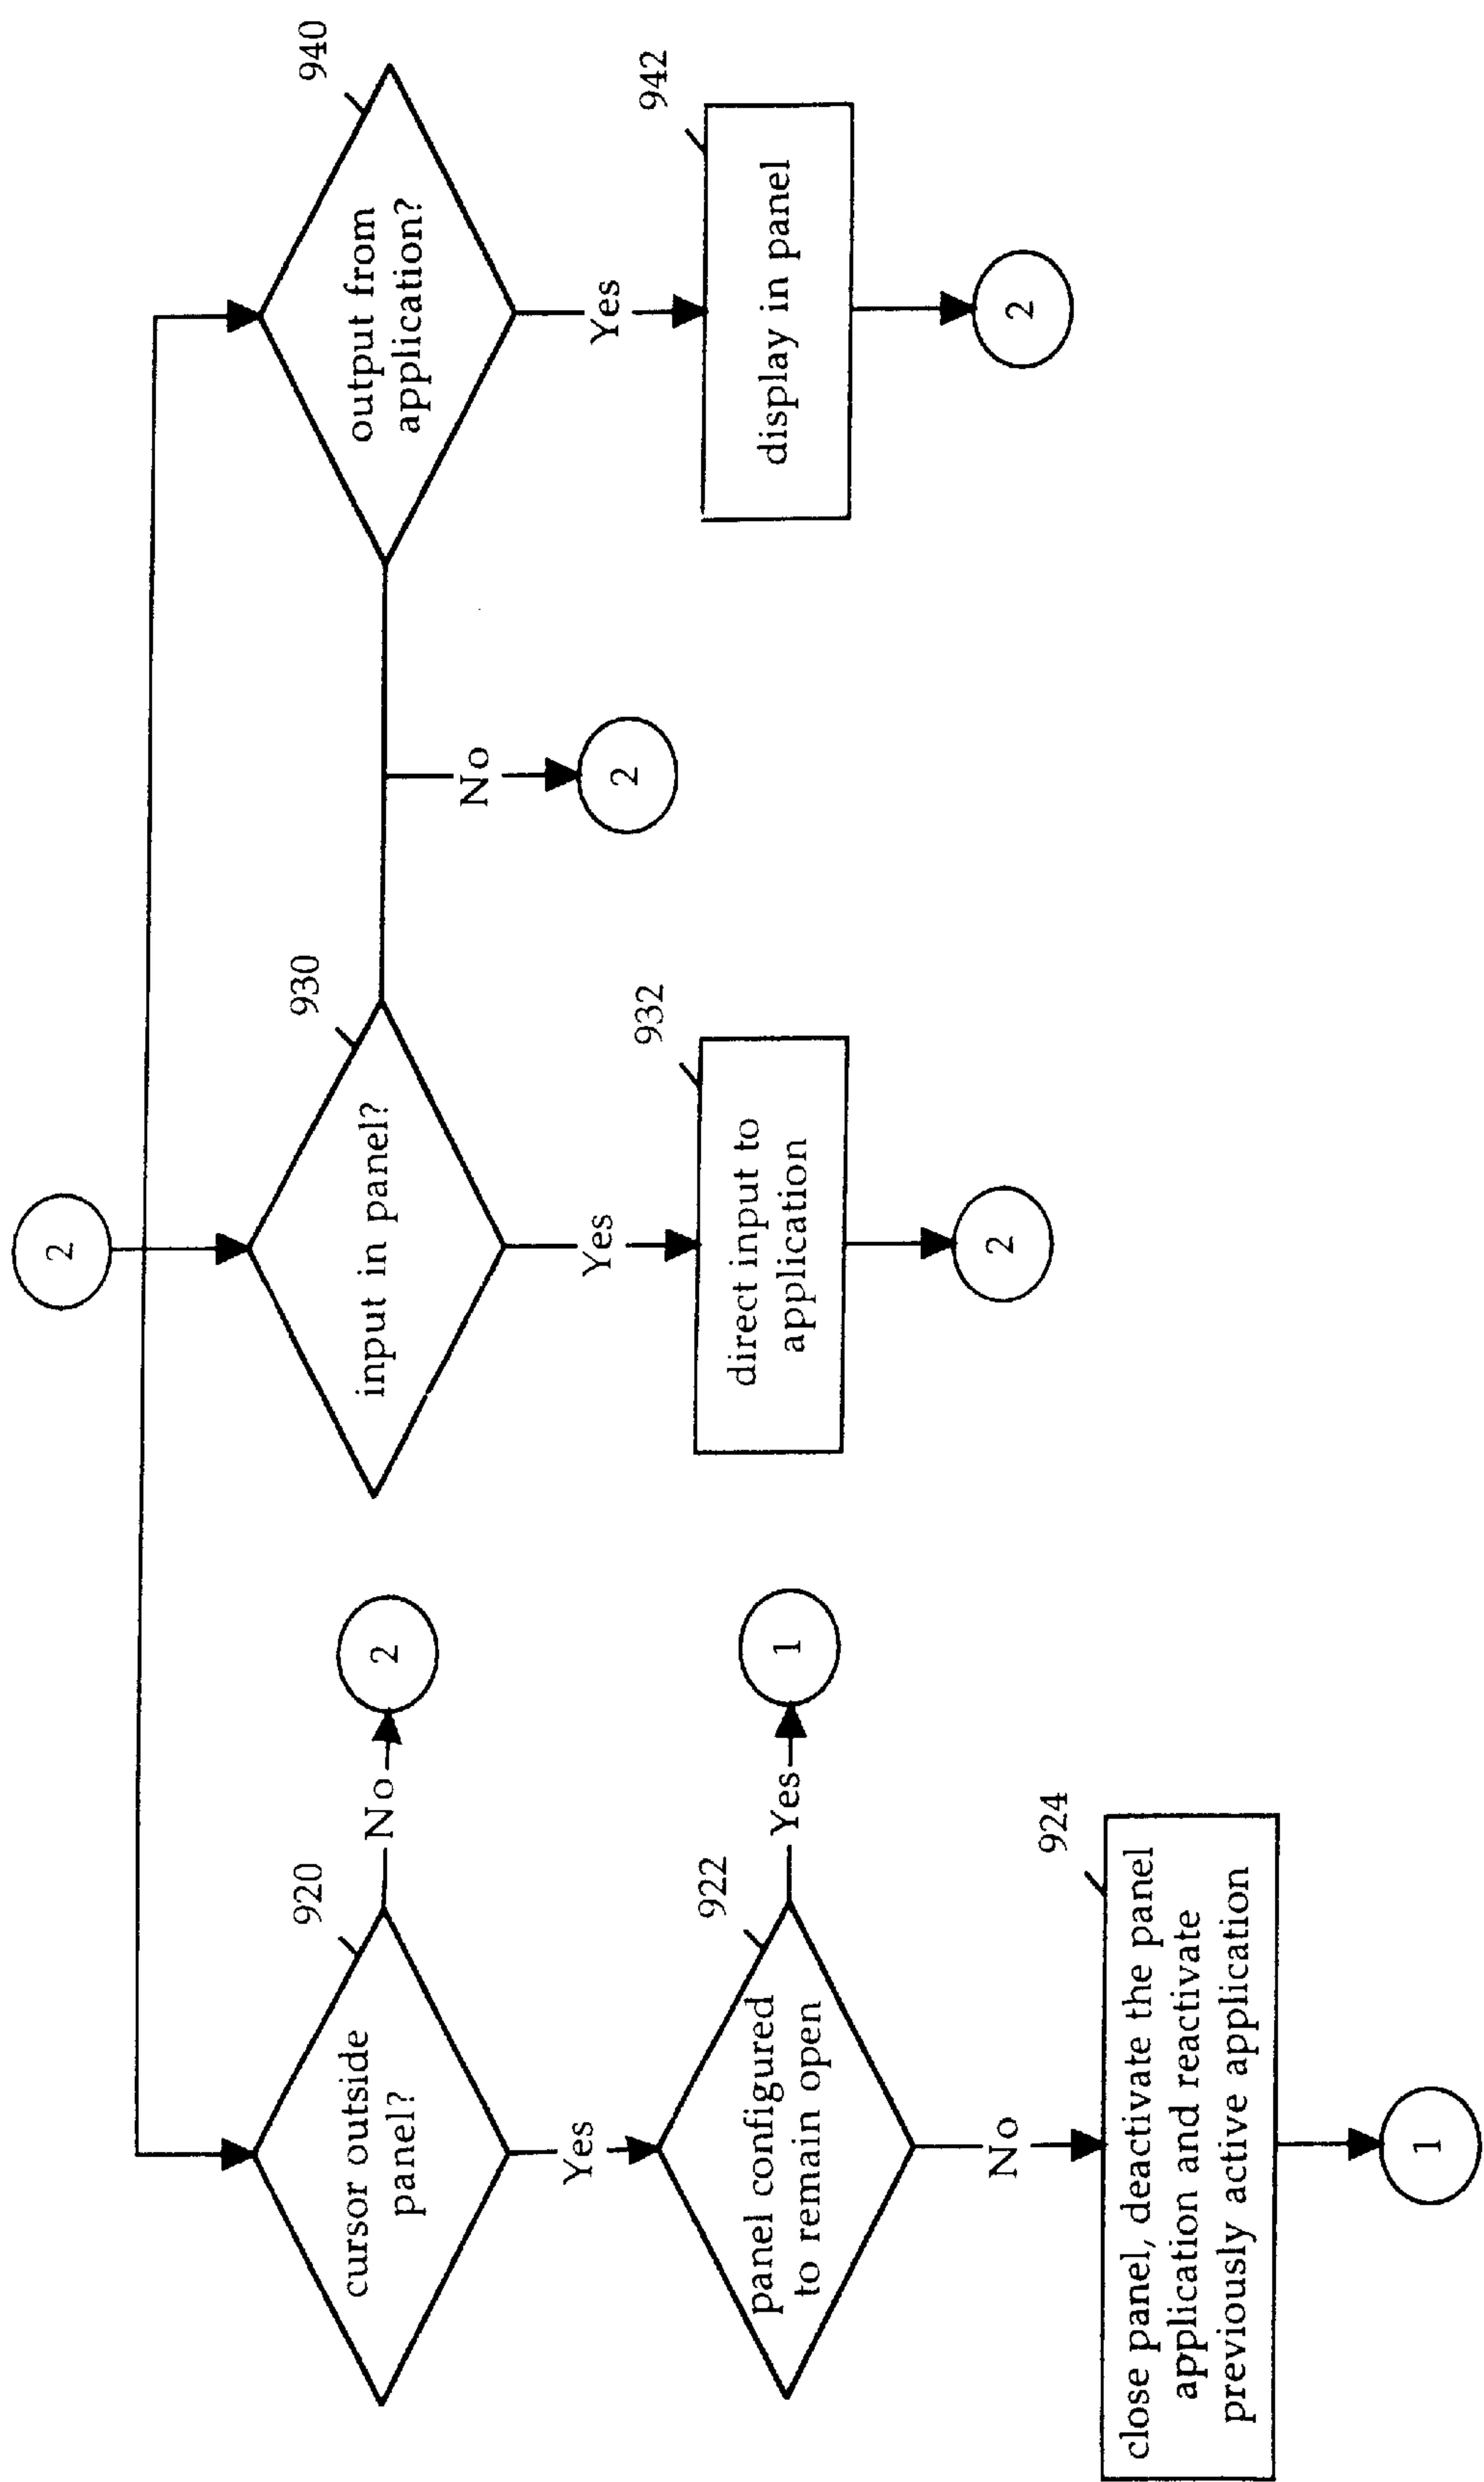 2
920
cursor outside
panel?
No
2
Yes
922
panel configured
to remain open
Yes
1
No
924
close panel, deactivate the panel
application and reactivate
previously active application
1
930
input in panel?
Yes
932
direct input to
application
2
No
2
940
output from
application?
Yes
942
display in panel
2